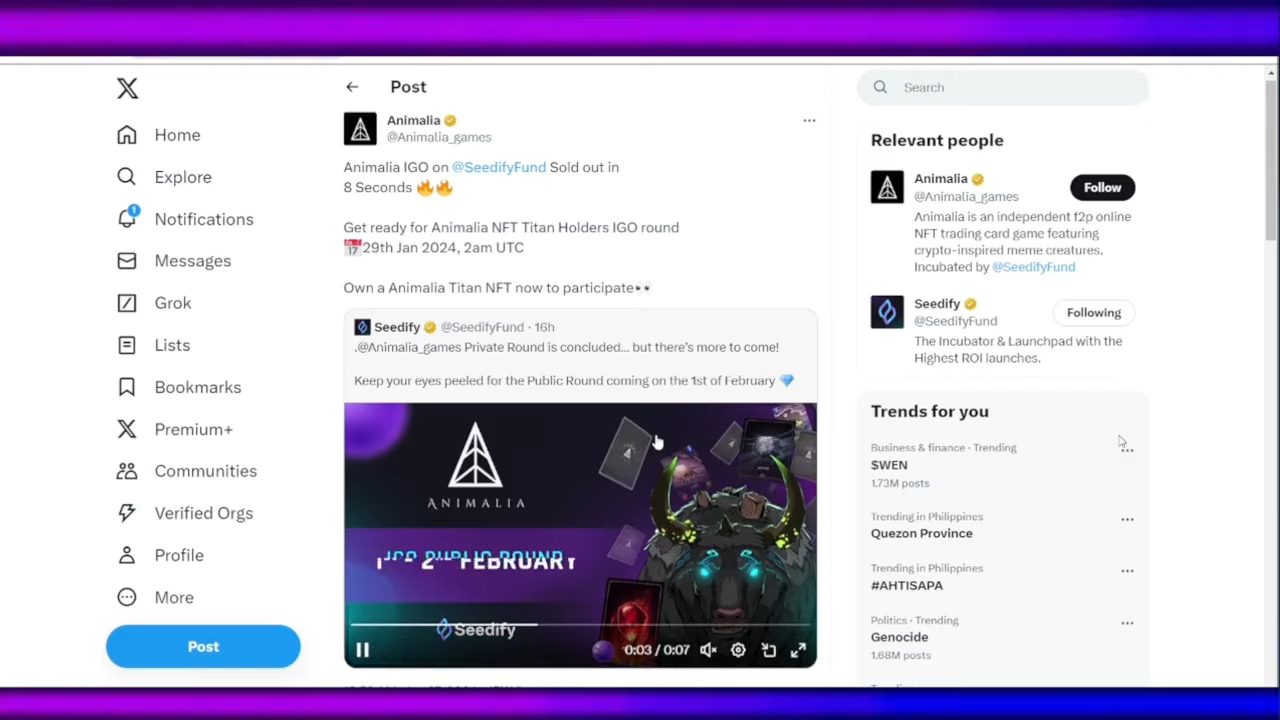 Home
Explore
1
Notifications
Messages
Grok
Lists
Bookmarks
Premium+
Communities
Verified Orgs
Profile
More
Post
Post
Animalia
@Animalia_games
Animalia IGO on @SeedifyFund Sold out in
8 Seconds 🔥🔥
Get ready for Animalia NFT Titan Holders IGO round
📅29th Jan 2024, 2am UTC
Own a Animalia Titan NFT now to participate👀
Seedify @SeedifyFund · 16h
.@Animalia_games Private Round is concluded... but there's more to come!
Keep your eyes peeled for the Public Round coming on the 1st of February 💎
ANIMALIA
FEBRUARY
Seedify
0:03 / 0:07
Search
Relevant people
Animalia
@Animalia_games
Follow
Animalia is an independent f2p online
NFT trading card game featuring
crypto-inspired meme creatures.
Incubated by @SeedifyFund
Seedify
@SeedifyFund
Following
The Incubator & Launchpad with the
Highest ROI launches.
Trends for you
Business & finance · Trending
$WEN
1.73M posts
Trending in Philippines
Quezon Province
Trending in Philippines
#AHTISAPA
Politics · Trending
Genocide
1.68M posts